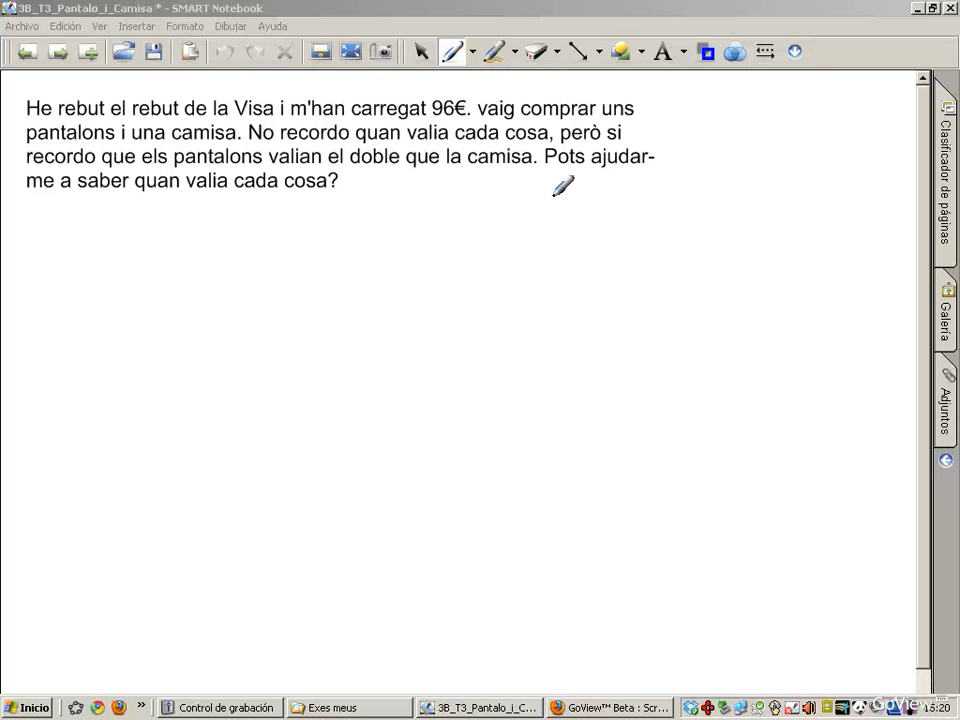 3B_T3_Pantalo_i_Camisa * - SMART Notebook
Archivo Edición Ver Insertar Formato Dibujar Ayuda
He rebut el rebut de la Visa i m'han carregat 96€. vaig comprar uns
pantalons i una camisa. No recordo quan valia cada cosa, però si
recordo que els pantalons valian el doble que la camisa. Pots ajudar-
me a saber quan valia cada cosa?
Clasificador de páginas
Galería
Adjuntos
Inicio
Control de grabación
Exes meus
3B_T3_Pantalo_i_C...
GoView™ Beta : Scr...
GoView
15:20